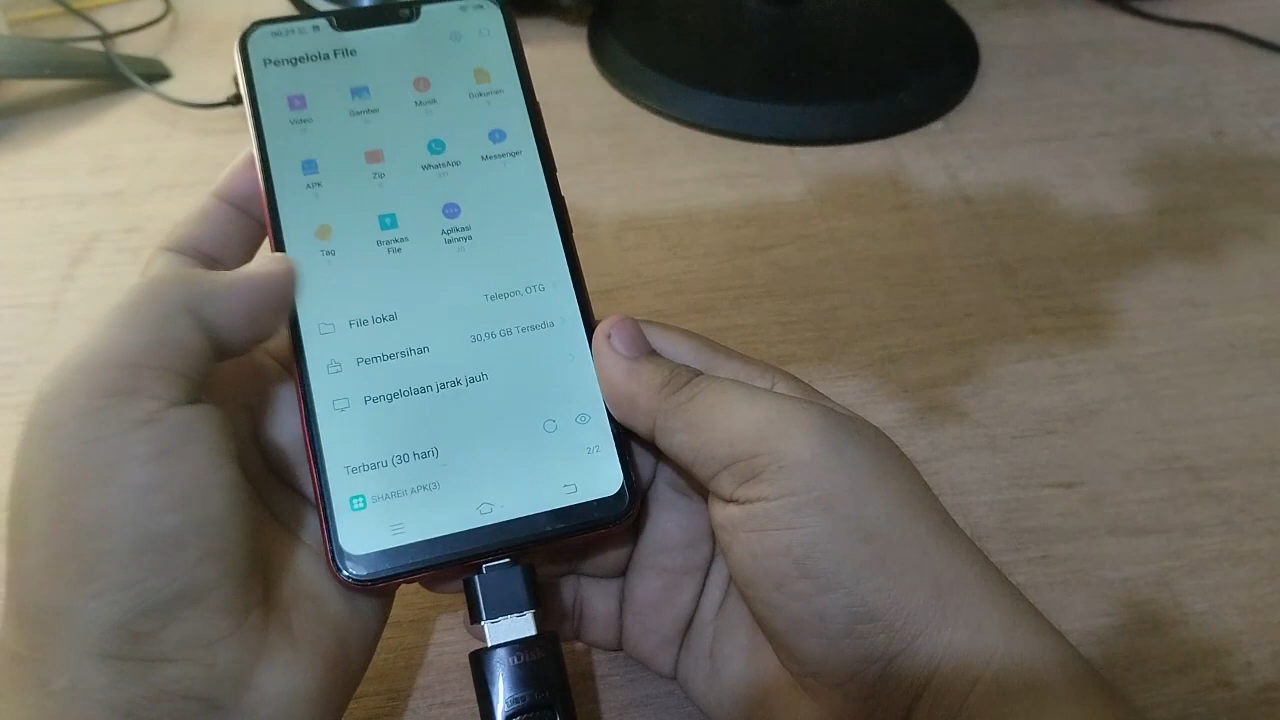 Pengelola File
Video
Gambar
Musik
Dokumen
APK
Zip
WhatsApp
Messenger
Tag
Brankas
File
Aplikasi
lainnya
File lokal
Telepon, OTG
Pembersihan
30,96 GB Tersedia
Pengelolaan jarak jauh
Terbaru (30 hari)
2/2
SHAREit APK(3)
SanDisk